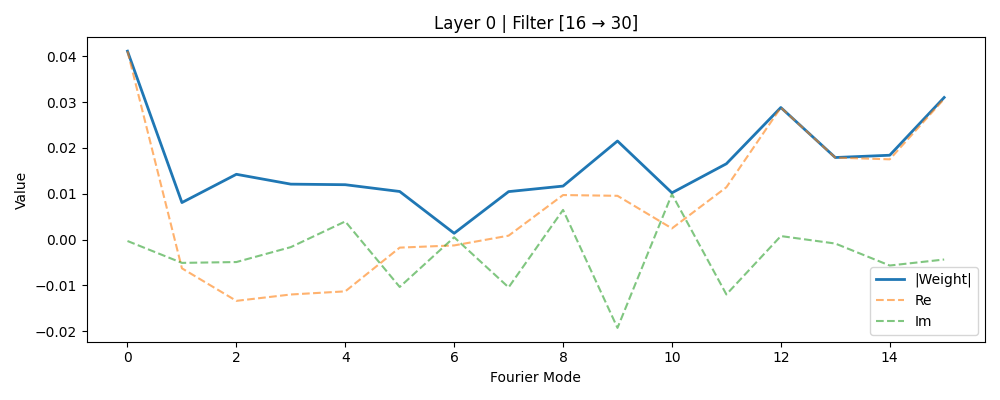 Layer 0 | Filter [16 → 30]
0.04
0.03
0.02
0.01
0.00
−0.01
−0.02
Value
0 2 4 6 8 10 12 14
Fourier Mode
|Weight|
Re
Im